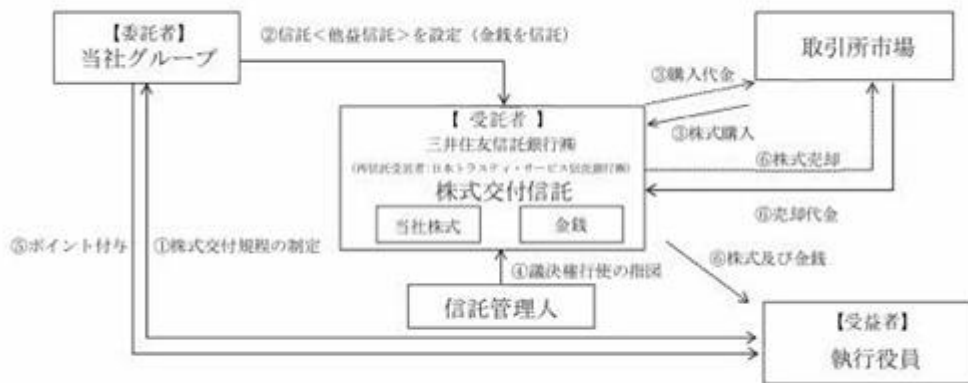 【委託者】
当社グループ
②信託＜他益信託＞を設定（金銭を信託）
取引所市場
③購入代金
③株式購入
【 受託者 】
三井住友信託銀行㈱
（再信託受託者：日本トラスティ・サービス信託銀行㈱）
株式交付信託
当社株式
金銭
⑥株式売却
⑥売却代金
⑤ポイント付与
①株式交付規程の制定
④議決権行使の指図
⑥株式及び金銭
信託管理人
【受益者】
執行役員